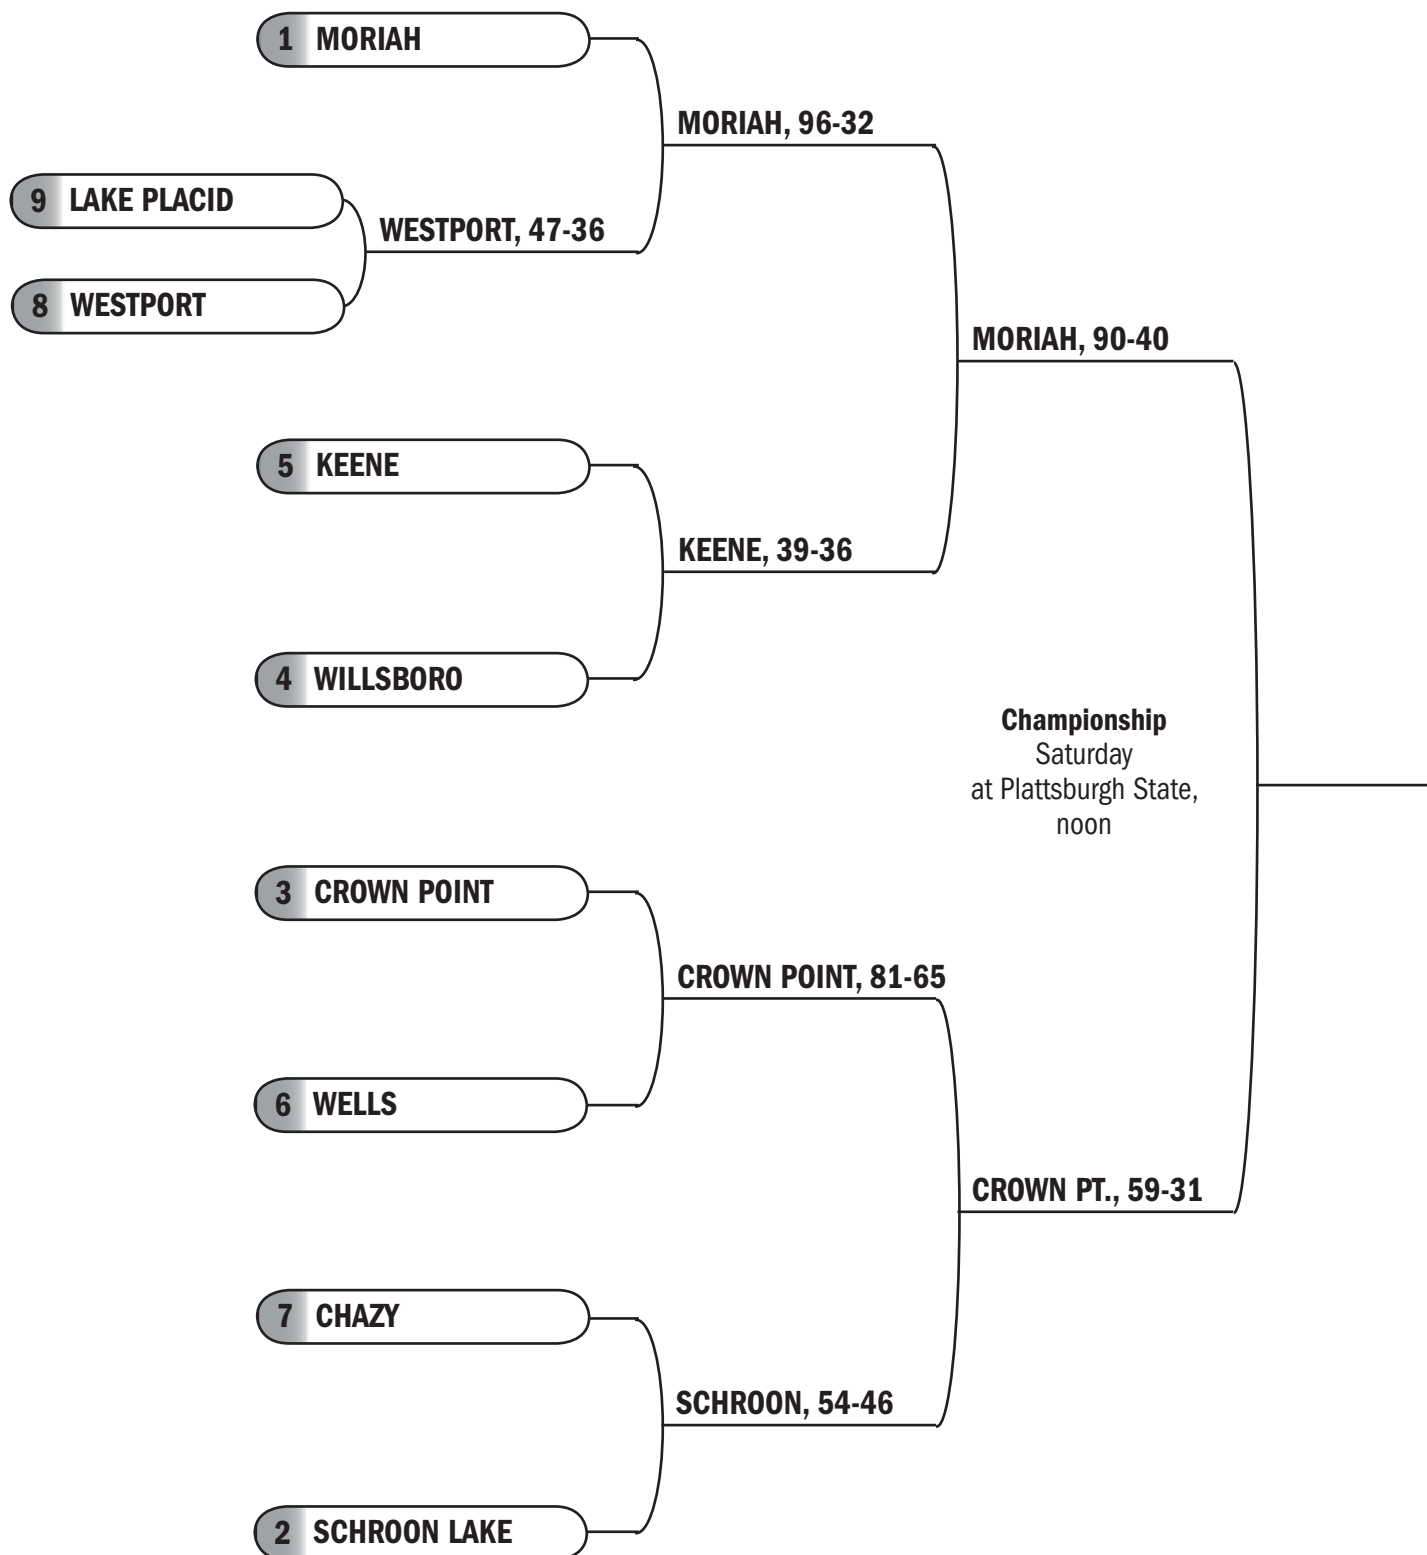 1 MORIAH
MORIAH, 96-32
9 LAKE PLACID
WESTPORT, 47-36
8 WESTPORT
MORIAH, 90-40
5 KEENE
KEENE, 39-36
4 WILLSBORO
Championship
Saturday
at Plattsburgh State,
noon
3 CROWN POINT
CROWN POINT, 81-65
6 WELLS
CROWN PT., 59-31
7 CHAZY
SCHROON, 54-46
2 SCHROON LAKE